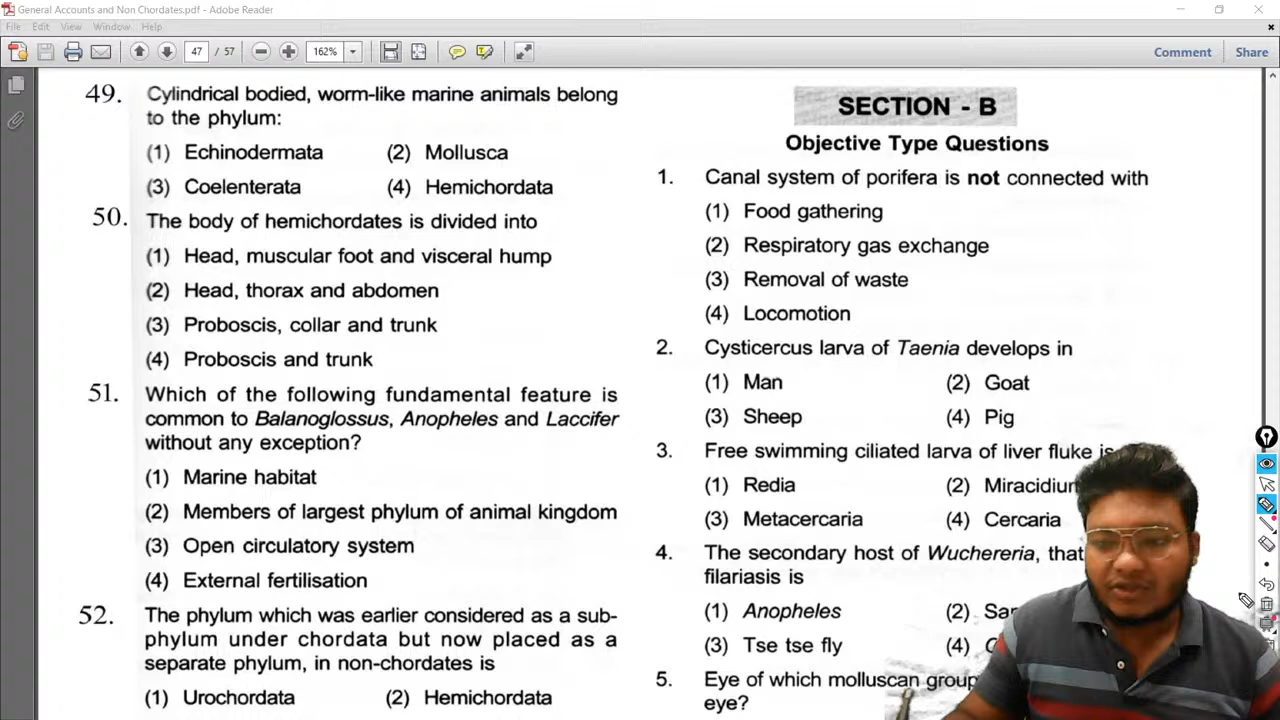 General Accounts and Non Chordates.pdf - Adobe Reader
File Edit View Window Help
47 / 57
162%
Comment Share
49. Cylindrical bodied, worm-like marine animals belong
to the phylum:
(1) Echinodermata (2) Mollusca
(3) Coelenterata (4) Hemichordata
50. The body of hemichordates is divided into
(1) Head, muscular foot and visceral hump
(2) Head, thorax and abdomen
(3) Proboscis, collar and trunk
(4) Proboscis and trunk
51. Which of the following fundamental feature is
common to Balanoglossus, Anopheles and Laccifer
without any exception?
(1) Marine habitat
(2) Members of largest phylum of animal kingdom
(3) Open circulatory system
(4) External fertilisation
52. The phylum which was earlier considered as a sub-
phylum under chordata but now placed as a
separate phylum, in non-chordates is
(1) Urochordata (2) Hemichordata
SECTION - B
Objective Type Questions
1. Canal system of porifera is not connected with
(1) Food gathering
(2) Respiratory gas exchange
(3) Removal of waste
(4) Locomotion
2. Cysticercus larva of Taenia develops in
(1) Man (2) Goat
(3) Sheep (4) Pig
3. Free swimming ciliated larva of liver fluke is
(1) Redia (2) Miracidium
(3) Metacercaria (4) Cercaria
4. The secondary host of Wuchereria, that
filariasis is
(1) Anopheles (2)
(3) Tse tse fly (4)
5. Eye of which molluscan group
eye?